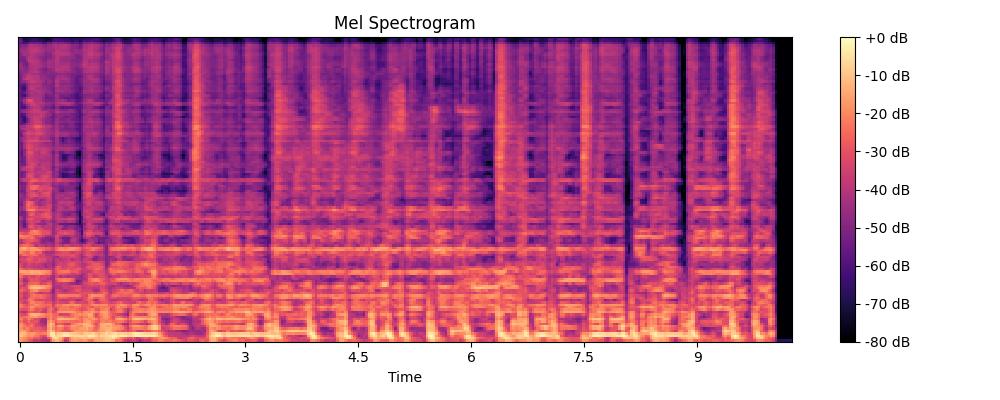 Mel Spectrogram
+0 dB
-10 dB
-20 dB
-30 dB
-40 dB
-50 dB
-60 dB
-70 dB
-80 dB
0 1.5 3 4.5 6 7.5 9
Time